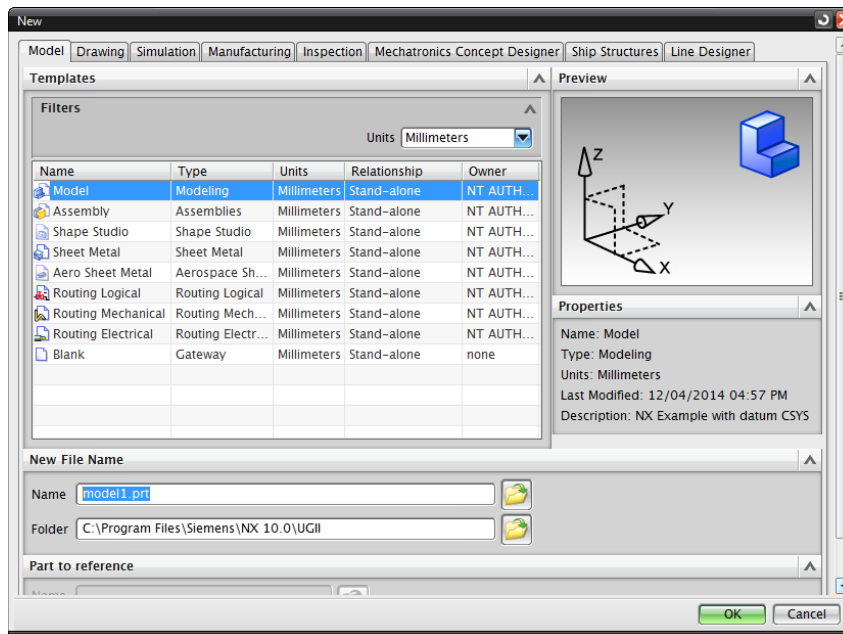 New
Model Drawing Simulation Manufacturing Inspection Mechatronics Concept Designer Ship Structures Line Designer
Templates
Filters
Units Millimeters
Name Type Units Relationship Owner
Model Modeling Millimeters Stand-alone NT AUTH...
Assembly Assemblies Millimeters Stand-alone NT AUTH...
Shape Studio Shape Studio Millimeters Stand-alone NT AUTH...
Sheet Metal Sheet Metal Millimeters Stand-alone NT AUTH...
Aero Sheet Metal Aerospace Sh... Millimeters Stand-alone NT AUTH...
Routing Logical Routing Logical Millimeters Stand-alone NT AUTH...
Routing Mechanical Routing Mech... Millimeters Stand-alone NT AUTH...
Routing Electrical Routing Electr... Millimeters Stand-alone NT AUTH...
Blank Gateway Millimeters Stand-alone none
Preview
Z
Y
X
Properties
Name: Model
Type: Modeling
Units: Millimeters
Last Modified: 12/04/2014 04:57 PM
Description: NX Example with datum CSYS
New File Name
Name model1.prt
Folder C:\Program Files\Siemens\NX 10.0\UGII
Part to reference
Name
OK Cancel